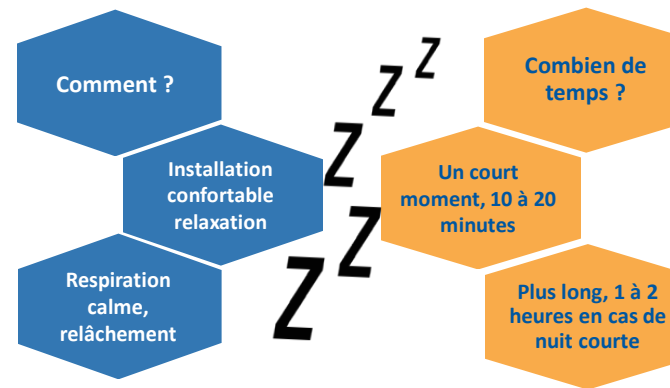 Comment ?
Installation
confortable
relaxation
Respiration
calme,
relâchement
Z
Z
Z
Z
Z
Combien de
temps ?
Un court
moment, 10 à 20
minutes
Plus long, 1 à 2
heures en cas de
nuit courte